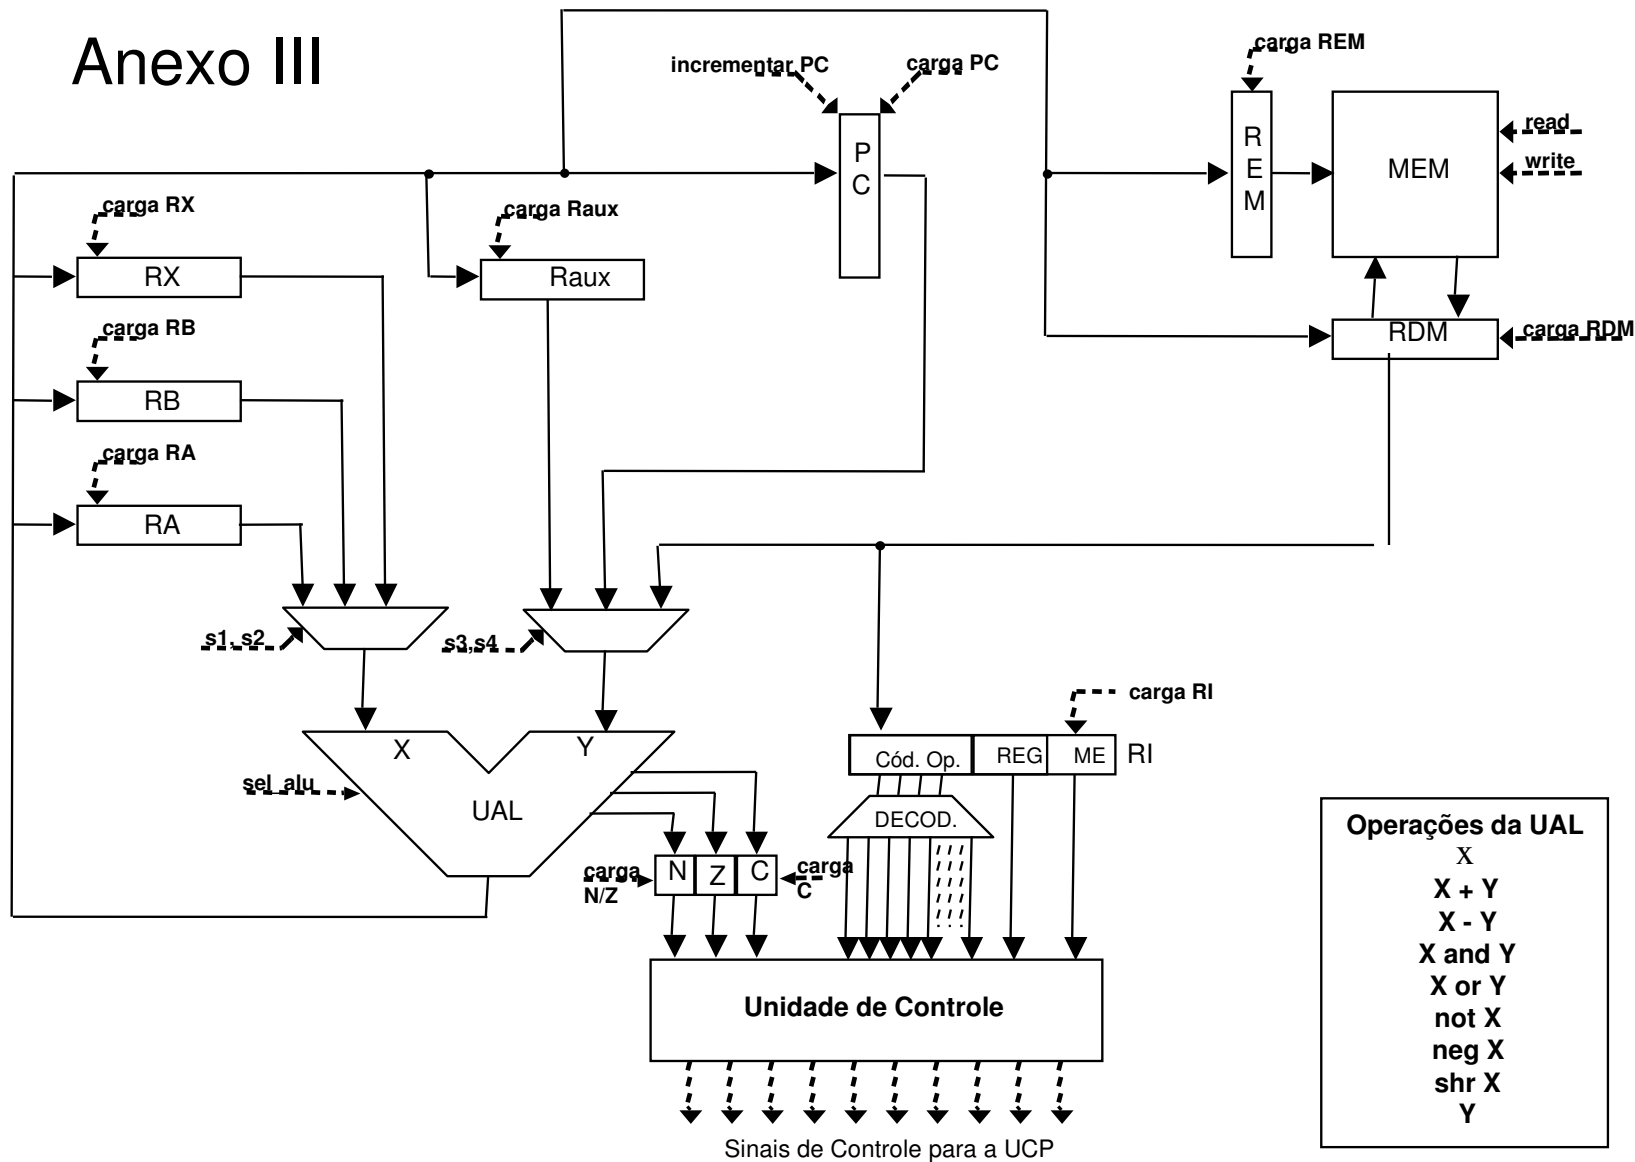 Anexo III
incrementar PC
carga PC
carga REM
P
C
R
E
M
MEM
read
write
carga RX
RX
carga Raux
Raux
RDM
carga RDM
carga RB
RB
carga RA
RA
s1, s2
s3,s4
carga RI
X
Y
Cód. Op.
REG
ME
RI
sel_alu
UAL
DECOD.
carga
N/Z
N
Z
C
carga
C
Unidade de Controle
Sinais de Controle para a UCP
Operações da UAL
X
X + Y
X - Y
X and Y
X or Y
not X
neg X
shr X
Y